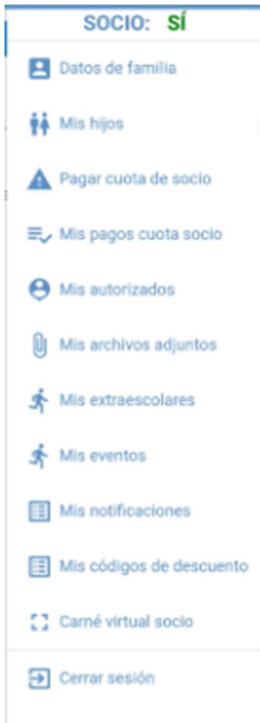 SOCIO: SÍ
Datos de familia
Mis hijos
Pagar cuota de socio
Mis pagos cuota socio
Mis autorizados
Mis archivos adjuntos
Mis extraescolares
Mis eventos
Mis notificaciones
Mis códigos de descuento
Carné virtual socio
Cerrar sesión